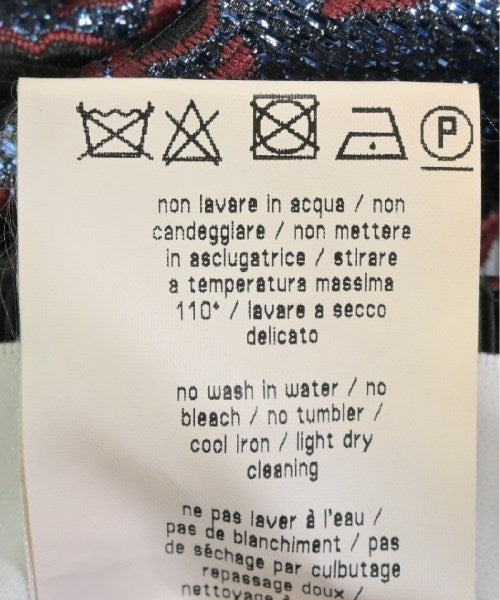 P
non lavare in acqua / non
candeggiare / non mettere
in asciugatrice / stirare
a temperatura massima
110° / lavare a secco
delicato
no wash in water / no
bleach / no tumbler /
cool iron / light dry
cleaning
ne pas laver à l'eau /
pas de blanchiment / pas
de séchage par culbutage
repassage doux /
nettoyage à